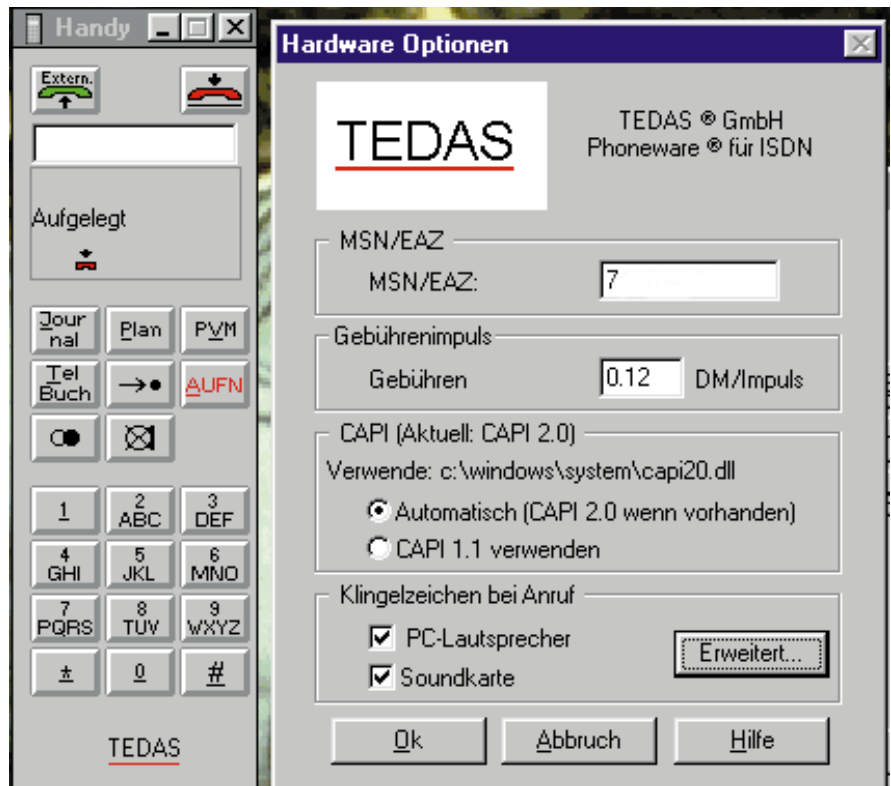 Handy
Extern.
Aufgelegt
Jour
nal
Plan
PVM
Tel
Buch
AUFN
1
2
ABC
3
DEF
4
GHI
5
JKL
6
MNO
7
PQRS
8
TUV
9
WXYZ
*
0
#
TEDAS
Hardware Optionen
TEDAS
TEDAS ® GmbH
Phoneware ® für ISDN
MSN/EAZ
MSN/EAZ: 7
Gebührenimpuls
Gebühren 0.12 DM/Impuls
CAPI (Aktuell: CAPI 2.0)
Verwende: c:\windows\system\capi20.dll
Automatisch (CAPI 2.0 wenn vorhanden)
CAPI 1.1 verwenden
Klingelzeichen bei Anruf
PC-Lautsprecher
Soundkarte
Erweitert...
Ok Abbruch Hilfe